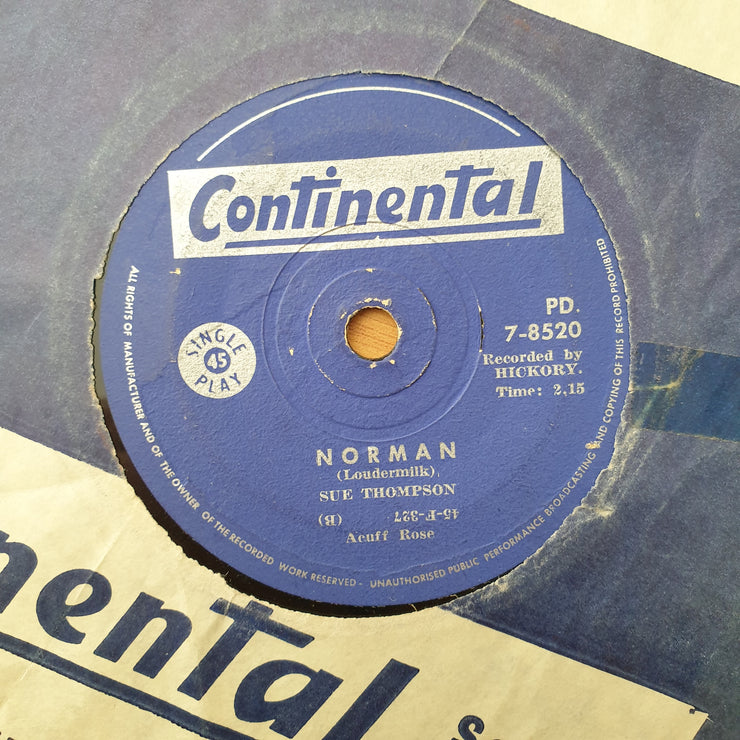 Continental
PD.
7-8520
Recorded by
HICKORY.
Time: 2,15
SINGLE
45
PLAY
NORMAN
(Loudermilk),
SUE THOMPSON
45-F-327 (B)
Acuff Rose
ALL RIGHTS OF MANUFACTURER AND OF THE OWNER OF THE RECORDED WORK RESERVED - UNAUTHORISED PUBLIC PERFORMANCE BROADCASTING AND COPYING OF THIS RECORD PROHIBITED
nental